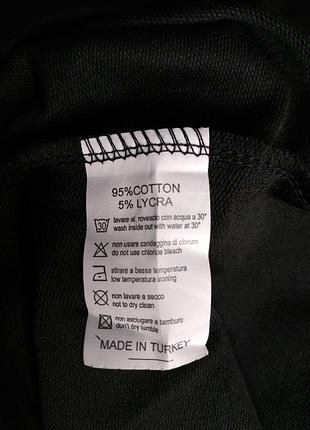 95%COTTON
5% LYCRA
30 lavare al. rovescio con acqua a 30°
wash inside out with water at 30°
non usare candeggina di cloruro
do not use chloride bleach
stirare a bassa temperatura
low temperature ironing
non lavare a secco
not to dry clean
non asciugare a tamburo
don't dry tumble
MADE IN TURKEY